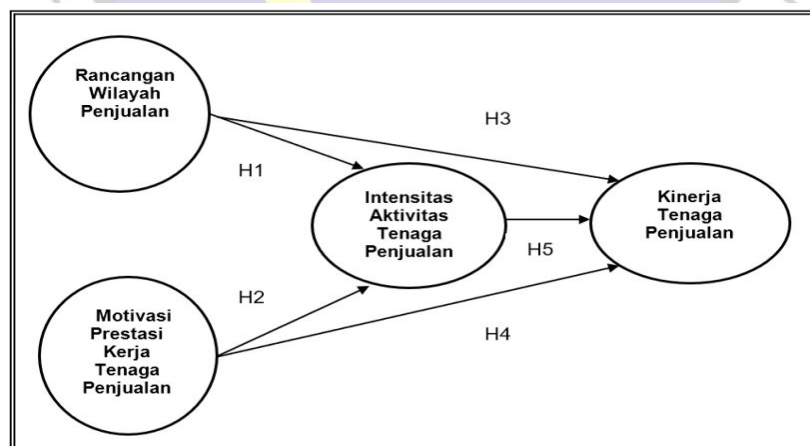 Rancangan
Wilayah
Penjualan
H3
H1
Intensitas
Aktivitas
Tenaga
Penjualan
Kinerja
Tenaga
Penjualan
H5
H2
Motivasi
Prestasi
Kerja
Tenaga
Penjualan
H4